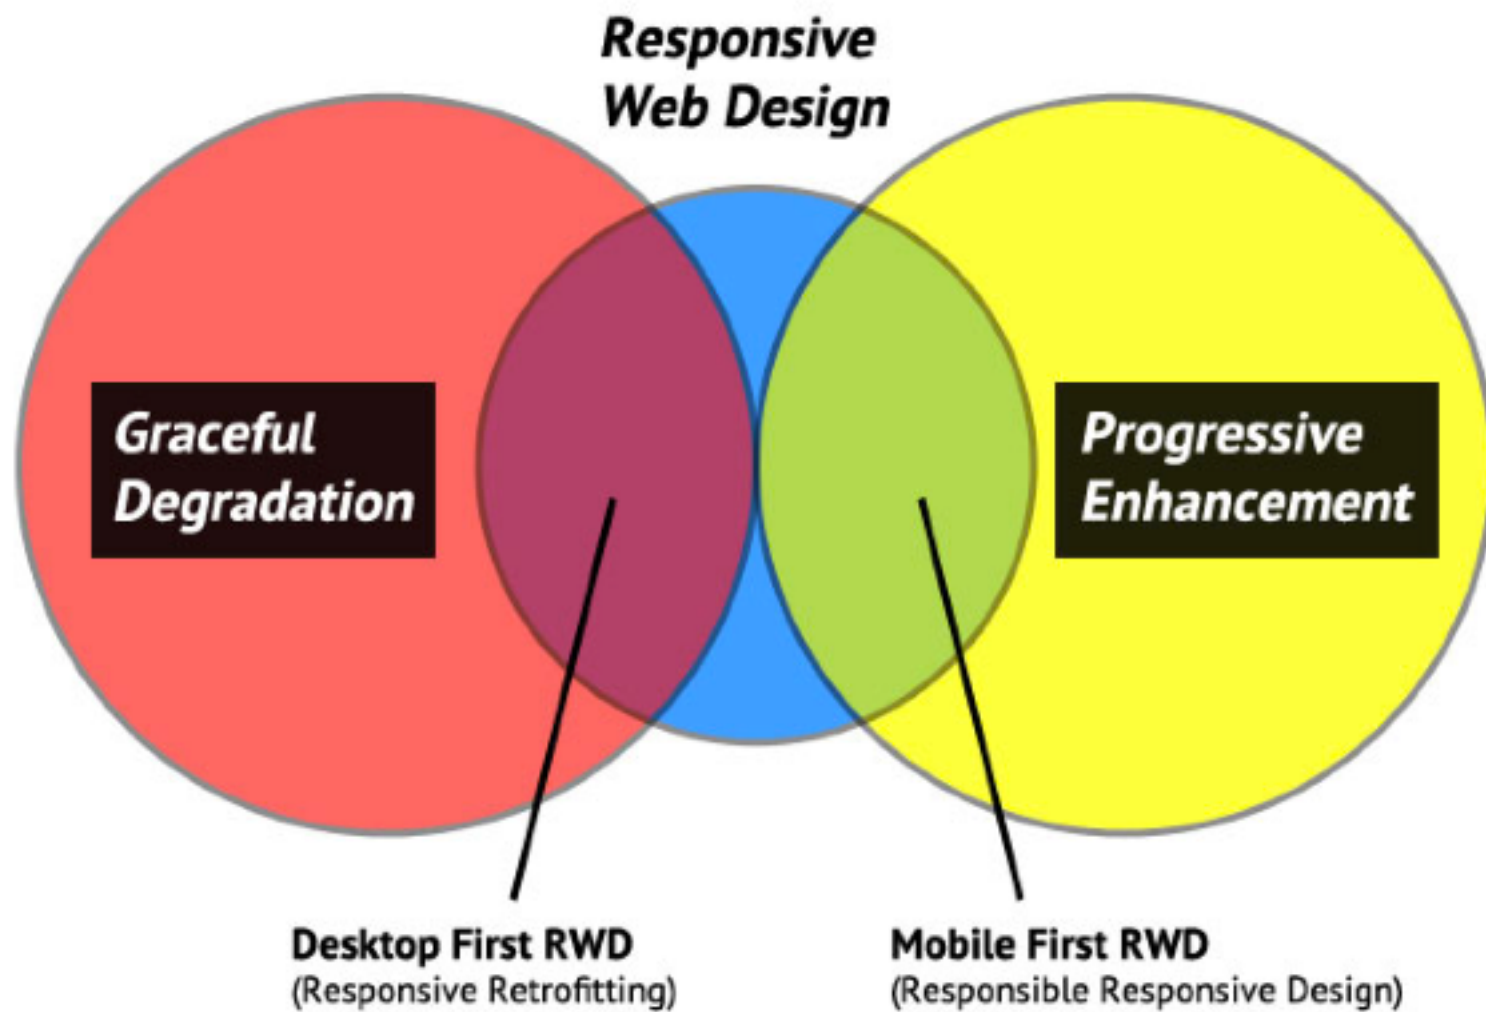 Responsive
Web Design
Graceful
Degradation
Progressive
Enhancement
Desktop First RWD
(Responsive Retrofitting)
Mobile First RWD
(Responsible Responsive Design)